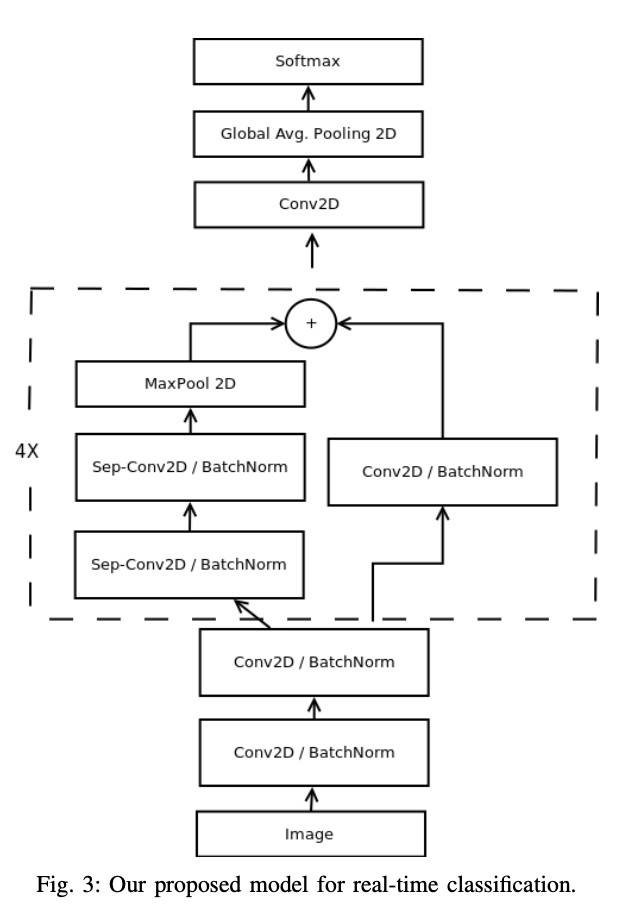 Softmax
Global Avg. Pooling 2D
Conv2D
+
MaxPool 2D
4X
Sep-Conv2D / BatchNorm
Conv2D / BatchNorm
Sep-Conv2D / BatchNorm
Conv2D / BatchNorm
Conv2D / BatchNorm
Image
Fig. 3: Our proposed model for real-time classification.